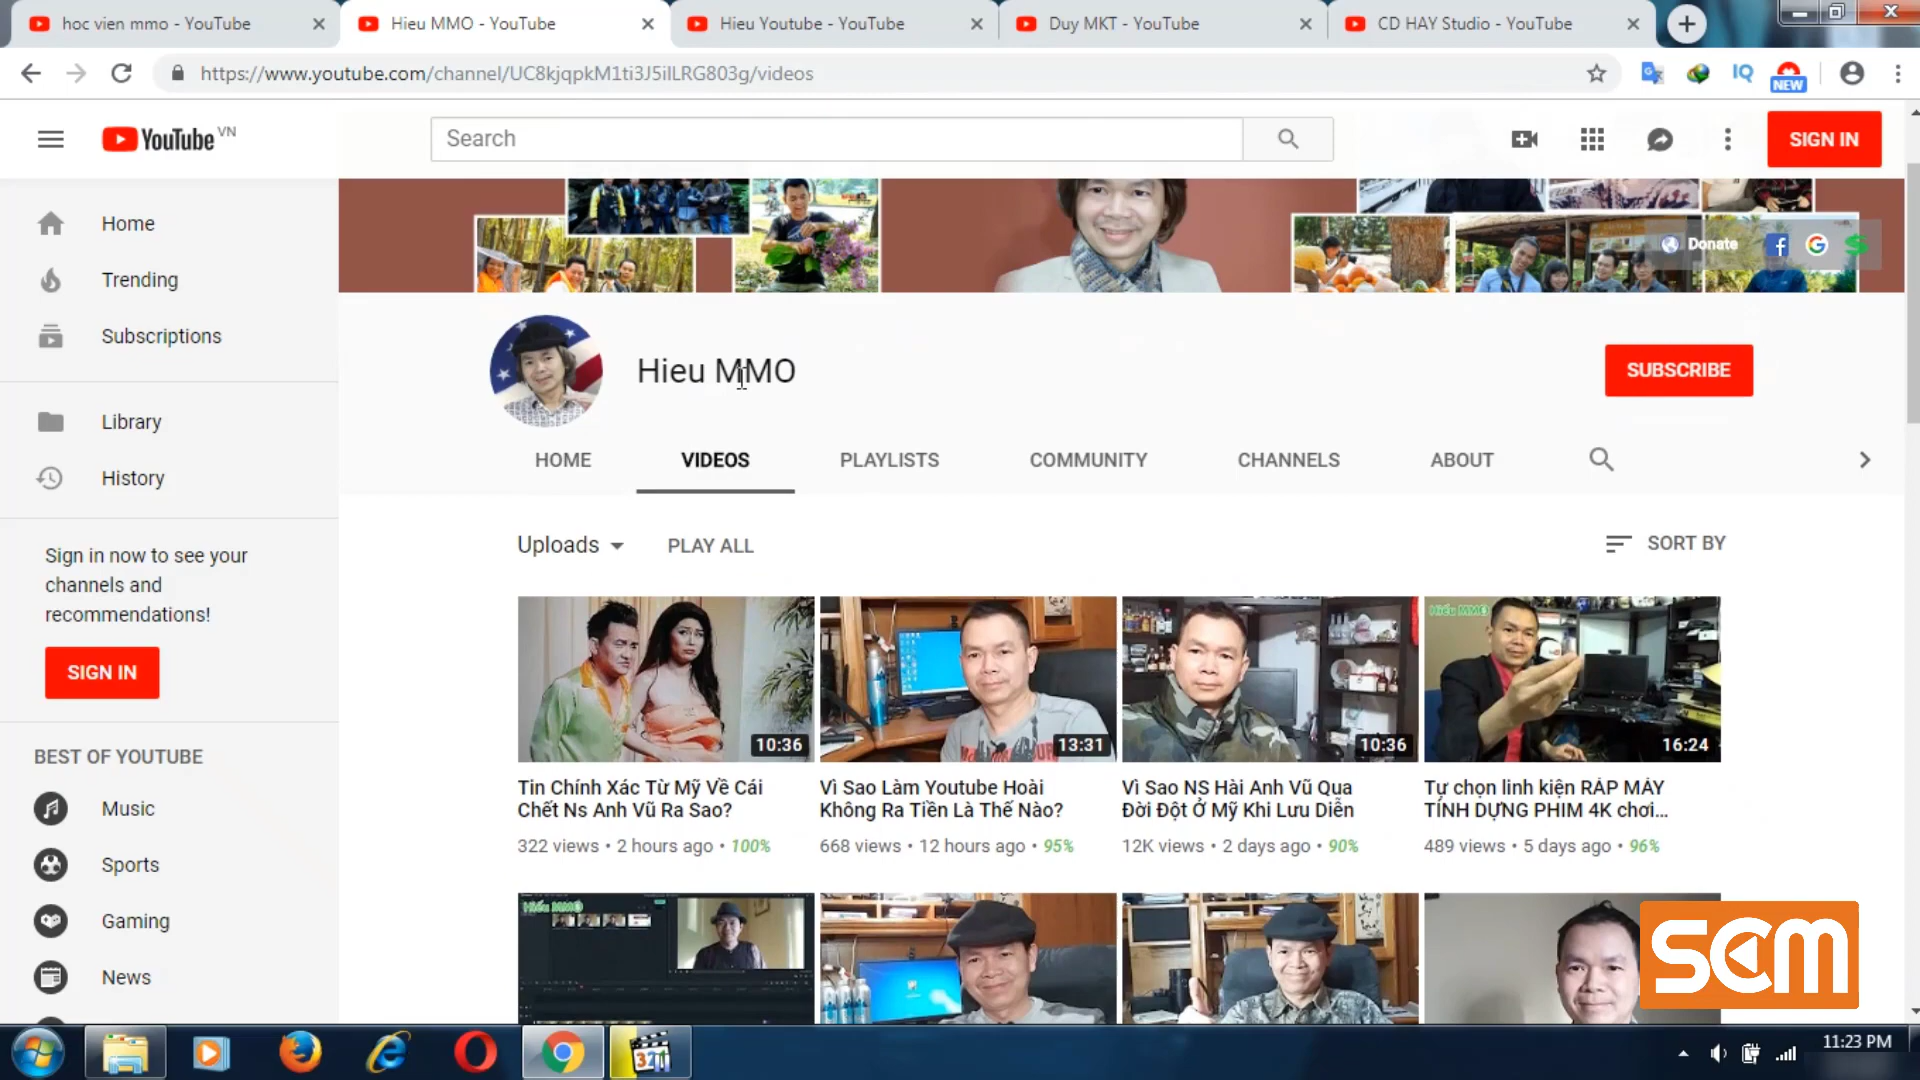 hoc vien mmo - YouTube
Hieu MMO - YouTube
Hieu Youtube - YouTube
Duy MKT - YouTube
CD HAY Studio - YouTube
https://www.youtube.com/channel/UC8kjqpkM1ti3J5iILRG803g/videos
IQ
NEW
YouTube VN
Search
SIGN IN
Home
Trending
Subscriptions
Library
History
Sign in now to see your
channels and
recommendations!
SIGN IN
BEST OF YOUTUBE
Music
Sports
Gaming
News
Donate
Hieu MMO
SUBSCRIBE
HOME
VIDEOS
PLAYLISTS
COMMUNITY
CHANNELS
ABOUT
Uploads
PLAY ALL
SORT BY
10:36
13:31
10:36
Hiếu MMO
16:24
Tin Chính Xác Từ Mỹ Về Cái
Chết Ns Anh Vũ Ra Sao?
322 views • 2 hours ago • 100%
Vì Sao Làm Youtube Hoài
Không Ra Tiền Là Thế Nào?
668 views • 12 hours ago • 95%
Vì Sao NS Hài Anh Vũ Qua
Đời Đột Ở Mỹ Khi Lưu Diễn
12K views • 2 days ago • 90%
Tự chọn linh kiện RÁP MÁY
TÍNH DỰNG PHIM 4K chơi...
489 views • 5 days ago • 96%
Hiếu MMO
SCM
321
11:23 PM